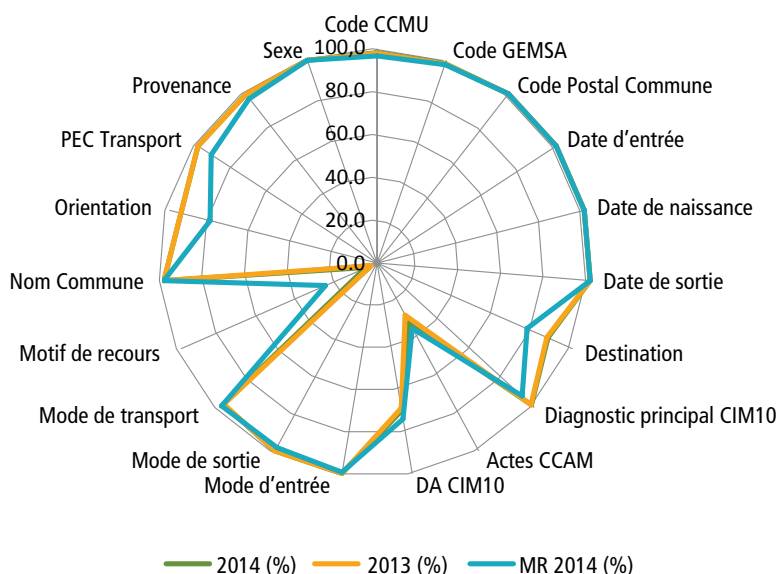 Code CCMU
100,0
Code GEMSA
Sexe
Code Postal Commune
Provenance
80.0
PEC Transport
Date d'entrée
60.0
40.0
Orientation
Date de naissance
20.0
0.0
Nom Commune
Date de sortie
Motif de recours
Destination
Mode de transport
Diagnostic principal CIM10
Mode de sortie
Actes CCAM
Mode d'entrée
DA CIM10
2014 (%)
2013 (%)
MR 2014 (%)